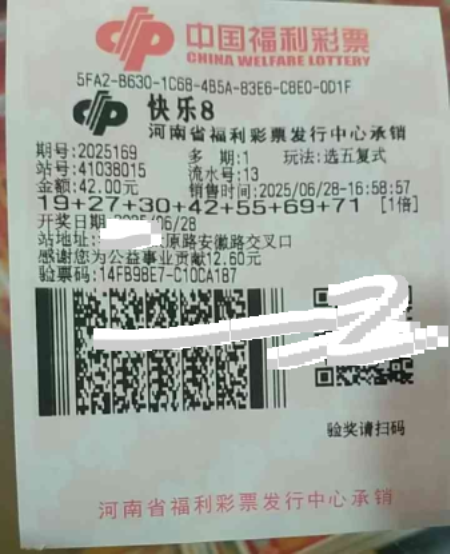 中国福利彩票
CHINA WELFARE LOTTERY
5FA2-B630-1C6B-4B5A-83E6-C8E0-0D1F
快乐8
河南省福利彩票发行中心承销
期号:2025169 多期:1 玩法:选五复式
站号:41038015 流水号:13
金额:42.00元 销售时间:2025/06/28-16:58:57
19+27+30+42+55+69+71 [1倍]
开奖日期:2025/06/28
站地址: 原路安徽路交叉口
感谢您为公益事业贡献12.60元
验票码:14FB98E7-C10CA187
验奖请扫码
河南省福利彩票发行中心承销